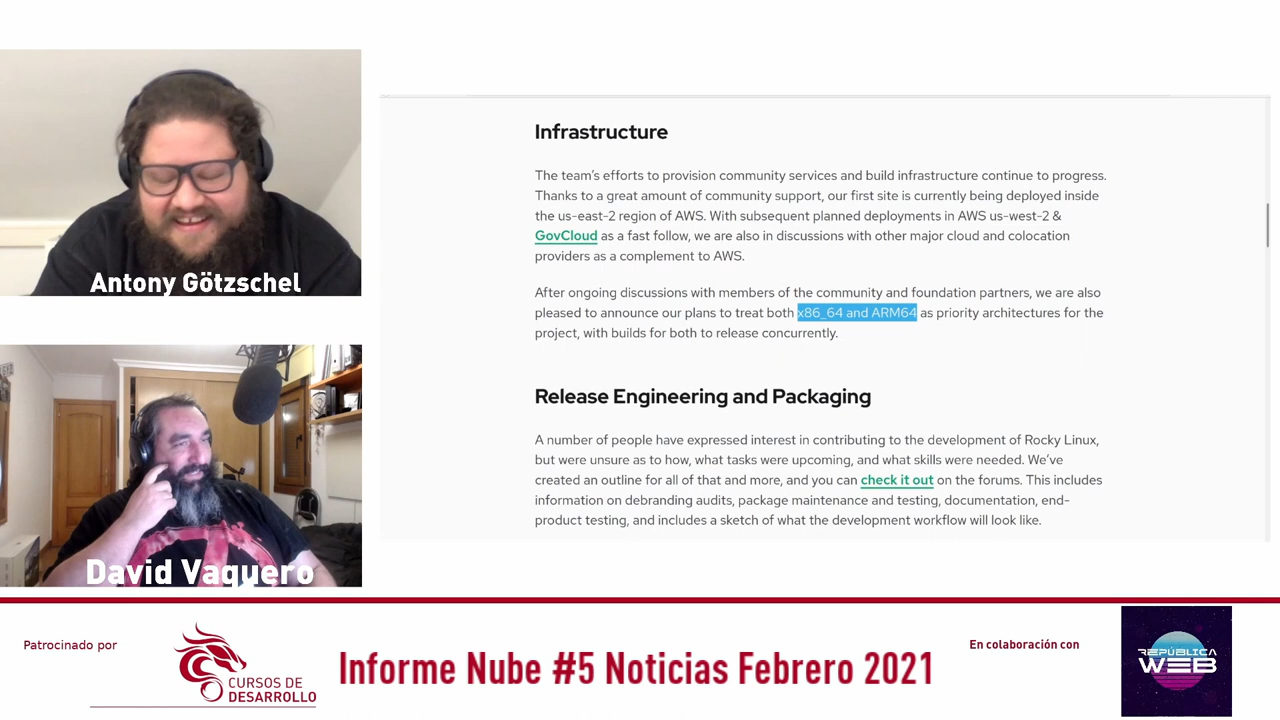 Antony Götzschel
David Vaquero
Infrastructure
The team's efforts to provision community services and build infrastructure continue to progress.
Thanks to a great amount of community support, our first site is currently being deployed inside
the us-east-2 region of AWS. With subsequent planned deployments in AWS us-west-2 &
GovCloud as a fast follow, we are also in discussions with other major cloud and colocation
providers as a complement to AWS.
After ongoing discussions with members of the community and foundation partners, we are also
pleased to announce our plans to treat both x86_64 and ARM64 as priority architectures for the
project, with builds for both to release concurrently.
Release Engineering and Packaging
A number of people have expressed interest in contributing to the development of Rocky Linux,
but were unsure as to how, what tasks were upcoming, and what skills were needed. We've
created an outline for all of that and more, and you can check it out on the forums. This includes
information on debranding audits, package maintenance and testing, documentation, end-
product testing, and includes a sketch of what the development workflow will look like.
Patrocinado por
CURSOS DE
DESARROLLO
Informe Nube #5 Noticias Febrero 2021
En colaboración con
REPÚBLICA
WEB